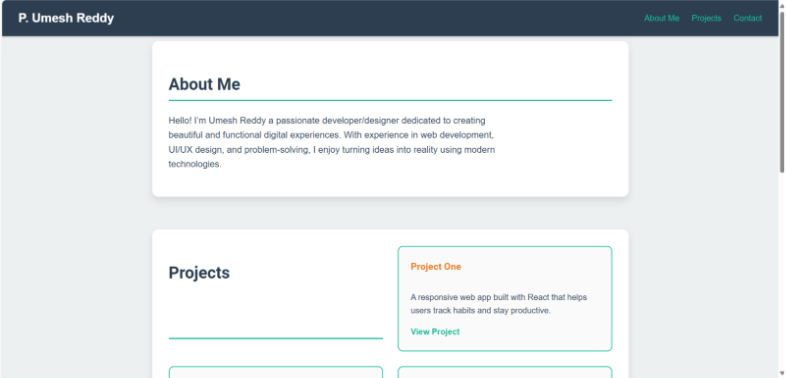 P. Umesh Reddy
About Me
Projects
Contact
About Me
Hello! I'm Umesh Reddy a passionate developer/designer dedicated to creating
beautiful and functional digital experiences. With experience in web development,
UI/UX design, and problem-solving, I enjoy turning ideas into reality using modern
technologies.
Projects
Project One
A responsive web app built with React that helps
users track habits and stay productive.
View Project